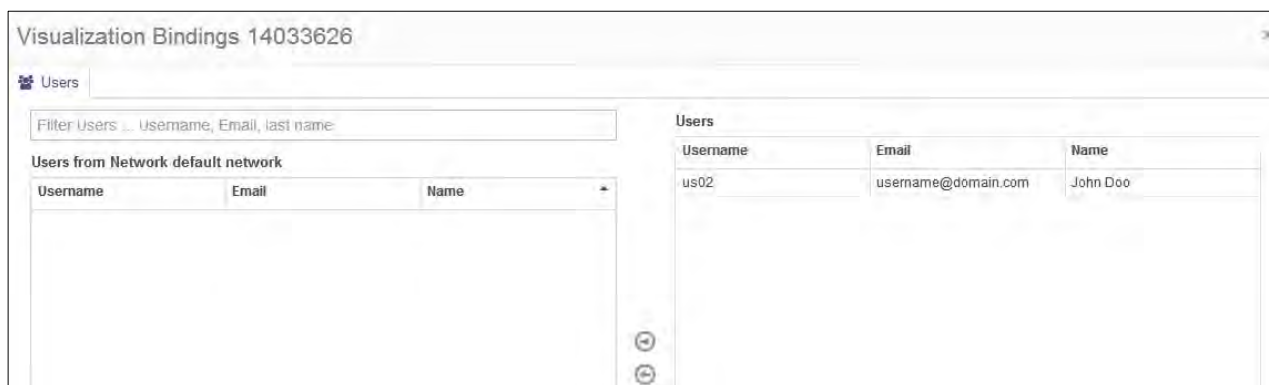 Visualization Bindings 14033626
Users
Filter Users ... Username, Email, last name
Users from Network default network
Username Email Name
Users
Username Email Name
us02 username@domain.com John Doo